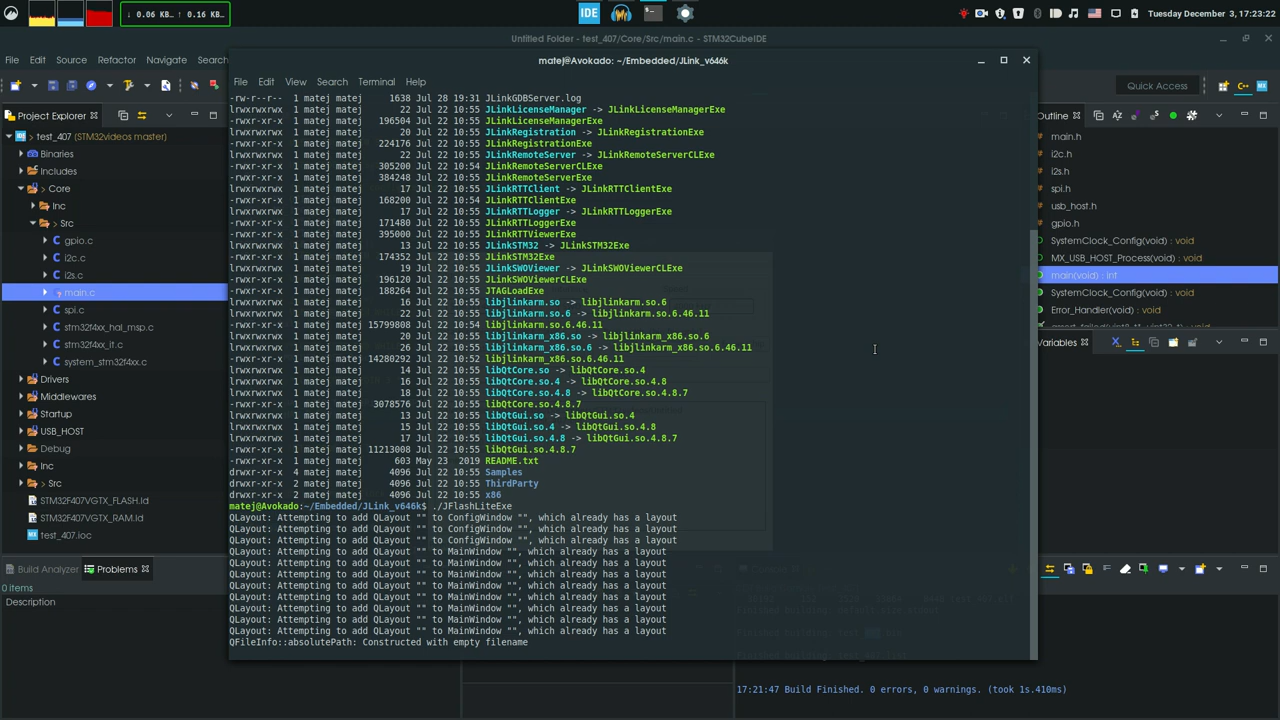 ↓ 0.06 KB... ↑ 0.16 KB...
IDE
Tuesday December 3, 17:23:22
Untitled Folder - test_407/Core/Src/main.c - STM32CubeIDE
File Edit Source Refactor Navigate Search
Quick Access
matej@Avokado: ~/Embedded/JLink_v646k
File Edit View Search Terminal Help
Project Explorer
IDE > test_407 (STM32videos master)
Binaries
Includes
> Core
> Inc
> Src
gpio.c
i2c.c
i2s.c
main.c
spi.c
stm32f4xx_hal_msp.c
stm32f4xx_it.c
system_stm32f4xx.c
Drivers
Middlewares
Startup
USB_HOST
Debug
Inc
Src
STM32F407VGTX_FLASH.ld
STM32F407VGTX_RAM.ld
MX test_407.ioc
-rw-r--r-- 1 matej matej 1638 Jul 28 19:31 JLinkGDBServer.log
lrwxrwxrwx 1 matej matej 22 Jul 22 10:55 JLinkLicenseManager -> JLinkLicenseManagerExe
-rwxr-xr-x 1 matej matej 196504 Jul 22 10:55 JLinkLicenseManagerExe
lrwxrwxrwx 1 matej matej 20 Jul 22 10:55 JLinkRegistration -> JLinkRegistrationExe
-rwxr-xr-x 1 matej matej 224176 Jul 22 10:55 JLinkRegistrationExe
lrwxrwxrwx 1 matej matej 22 Jul 22 10:55 JLinkRemoteServer -> JLinkRemoteServerCLExe
-rwxr-xr-x 1 matej matej 305200 Jul 22 10:54 JLinkRemoteServerCLExe
-rwxr-xr-x 1 matej matej 384248 Jul 22 10:55 JLinkRemoteServerExe
lrwxrwxrwx 1 matej matej 17 Jul 22 10:55 JLinkRTTClient -> JLinkRTTClientExe
-rwxr-xr-x 1 matej matej 168200 Jul 22 10:54 JLinkRTTClientExe
lrwxrwxrwx 1 matej matej 17 Jul 22 10:55 JLinkRTTLogger -> JLinkRTTLoggerExe
-rwxr-xr-x 1 matej matej 171480 Jul 22 10:55 JLinkRTTLoggerExe
-rwxr-xr-x 1 matej matej 395000 Jul 22 10:55 JLinkRTTViewerExe
lrwxrwxrwx 1 matej matej 13 Jul 22 10:55 JLinkSTM32 -> JLinkSTM32Exe
-rwxr-xr-x 1 matej matej 174352 Jul 22 10:55 JLinkSTM32Exe
lrwxrwxrwx 1 matej matej 19 Jul 22 10:55 JLinkSWOViewer -> JLinkSWOViewerCLExe
-rwxr-xr-x 1 matej matej 196120 Jul 22 10:55 JLinkSWOViewerCLExe
-rwxr-xr-x 1 matej matej 188264 Jul 22 10:55 JTAGLoadExe
lrwxrwxrwx 1 matej matej 16 Jul 22 10:55 libjlinkarm.so -> libjlinkarm.so.6
lrwxrwxrwx 1 matej matej 22 Jul 22 10:55 libjlinkarm.so.6 -> libjlinkarm.so.6.46.11
-rwxr-xr-x 1 matej matej 15799808 Jul 22 10:54 libjlinkarm.so.6.46.11
lrwxrwxrwx 1 matej matej 20 Jul 22 10:55 libjlinkarm_x86.so -> libjlinkarm_x86.so.6
lrwxrwxrwx 1 matej matej 26 Jul 22 10:55 libjlinkarm_x86.so.6 -> libjlinkarm_x86.so.6.46.11
-rwxr-xr-x 1 matej matej 14280292 Jul 22 10:52 libjlinkarm_x86.so.6.46.11
lrwxrwxrwx 1 matej matej 14 Jul 22 10:55 libQtCore.so -> libQtCore.so.4
lrwxrwxrwx 1 matej matej 16 Jul 22 10:55 libQtCore.so.4 -> libQtCore.so.4.8
lrwxrwxrwx 1 matej matej 18 Jul 22 10:55 libQtCore.so.4.8 -> libQtCore.so.4.8.7
-rwxr-xr-x 1 matej matej 3078576 Jul 22 10:55 libQtCore.so.4.8.7
lrwxrwxrwx 1 matej matej 13 Jul 22 10:55 libQtGui.so -> libQtGui.so.4
lrwxrwxrwx 1 matej matej 15 Jul 22 10:55 libQtGui.so.4 -> libQtGui.so.4.8
lrwxrwxrwx 1 matej matej 17 Jul 22 10:55 libQtGui.so.4.8 -> libQtGui.so.4.8.7
-rwxr-xr-x 1 matej matej 11213008 Jul 22 10:55 libQtGui.so.4.8.7
-rwxr-xr-x 1 matej matej 603 May 23 2019 README.txt
drwxr-xr-x 4 matej matej 4096 Jul 22 10:55 Samples
drwxr-xr-x 3 matej matej 4096 Jul 22 10:55 ThirdParty
drwxr-xr-x 2 matej matej 4096 Jul 22 10:55 x86
matej@Avokado:~/Embedded/JLink_v646k$ ./JFlashLiteExe
QLayout: Attempting to add QLayout "" to ConfigWindow "", which already has a layout
QLayout: Attempting to add QLayout "" to ConfigWindow "", which already has a layout
QLayout: Attempting to add QLayout "" to ConfigWindow "", which already has a layout
QLayout: Attempting to add QLayout "" to MainWindow "", which already has a layout
QLayout: Attempting to add QLayout "" to MainWindow "", which already has a layout
QLayout: Attempting to add QLayout "" to MainWindow "", which already has a layout
QLayout: Attempting to add QLayout "" to MainWindow "", which already has a layout
QLayout: Attempting to add QLayout "" to MainWindow "", which already has a layout
QLayout: Attempting to add QLayout "" to MainWindow "", which already has a layout
QLayout: Attempting to add QLayout "" to MainWindow "", which already has a layout
QLayout: Attempting to add QLayout "" to MainWindow "", which already has a layout
QFileInfo::absolutePath: Constructed with empty filename
Outline
main.h
i2c.h
i2s.h
spi.h
usb_host.h
gpio.h
SystemClock_Config(void) : void
MX_USB_HOST_Process(void) : void
main(void) : int
SystemClock_Config(void) : void
Error_Handler(void) : void
assert_failed(uint8_t*, uint32_t) : void
Variables
Build Analyzer Problems
0 items
Description
17:21:47 Build Finished. 0 errors, 0 warnings. (took 1s.410ms)